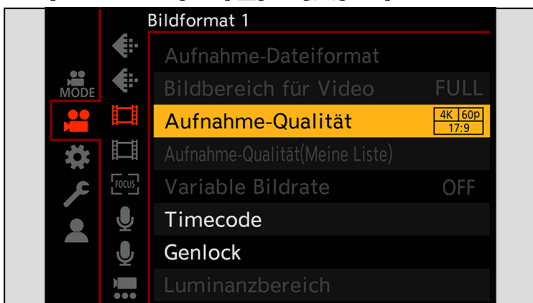 Bildformat 1
Aufnahme-Dateiformat
MODE
Bildbereich für Video FULL
Aufnahme-Qualität 4K 60p 17:9
Aufnahme-Qualität(Meine Liste)
FOCUS
Variable Bildrate OFF
Timecode
Genlock
Luminanzbereich